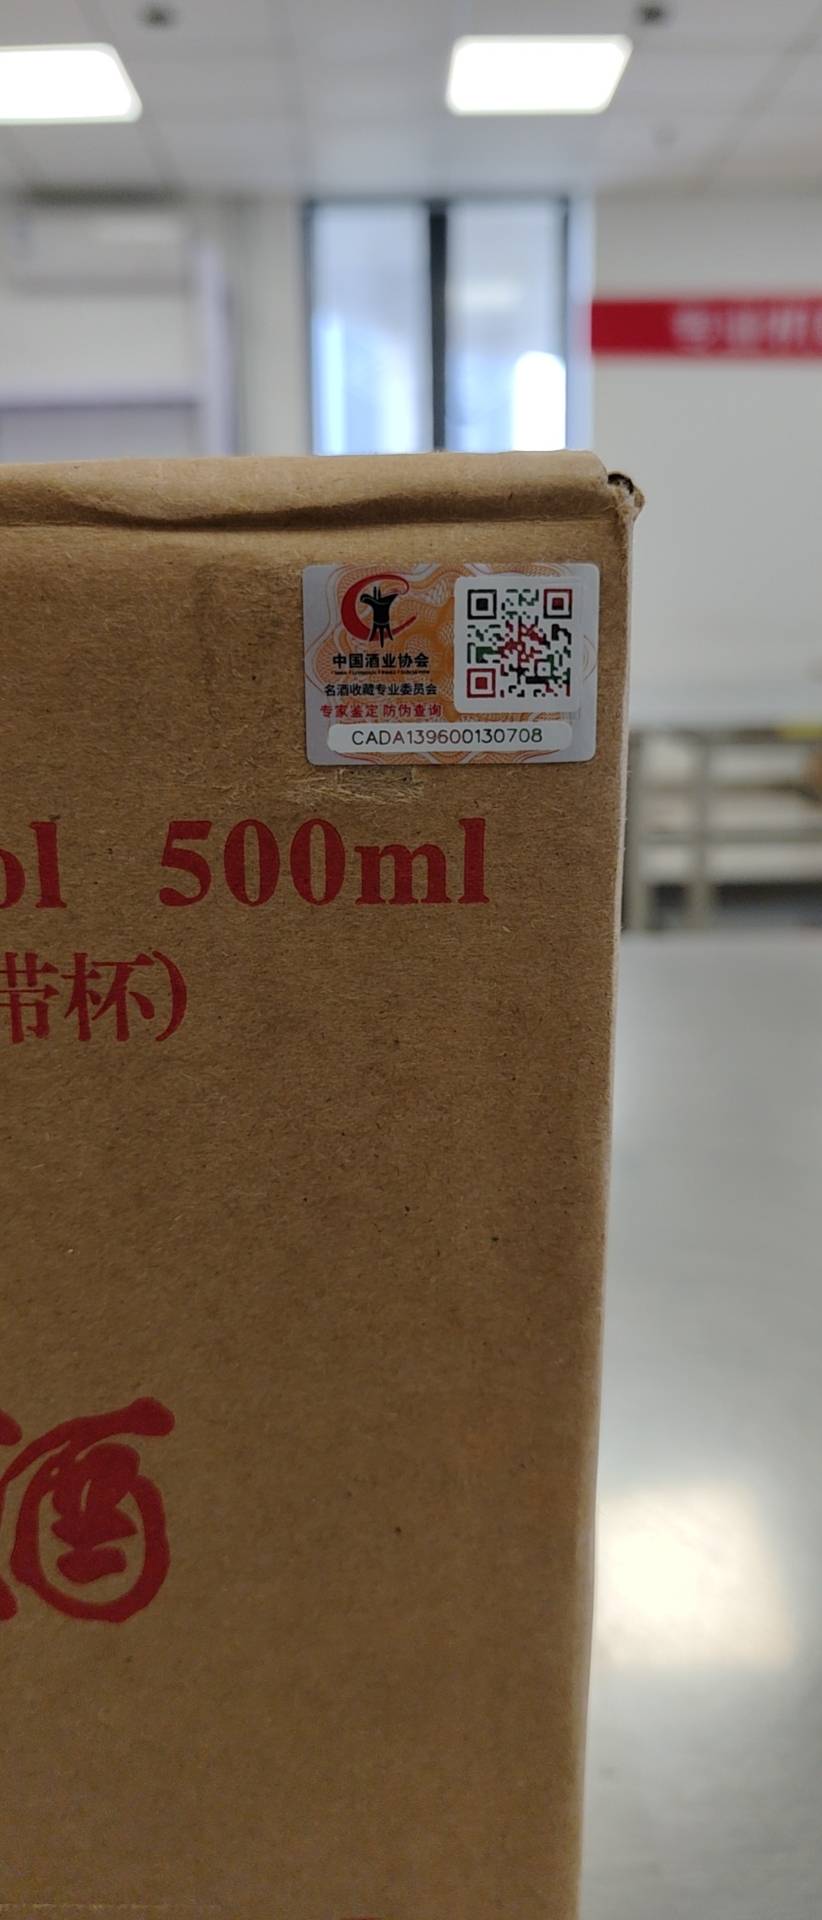 中国酒业协会
名酒收藏专业委员会
专家鉴定 防伪查询
CADA139600130708
ol 500ml
带杯)
酒